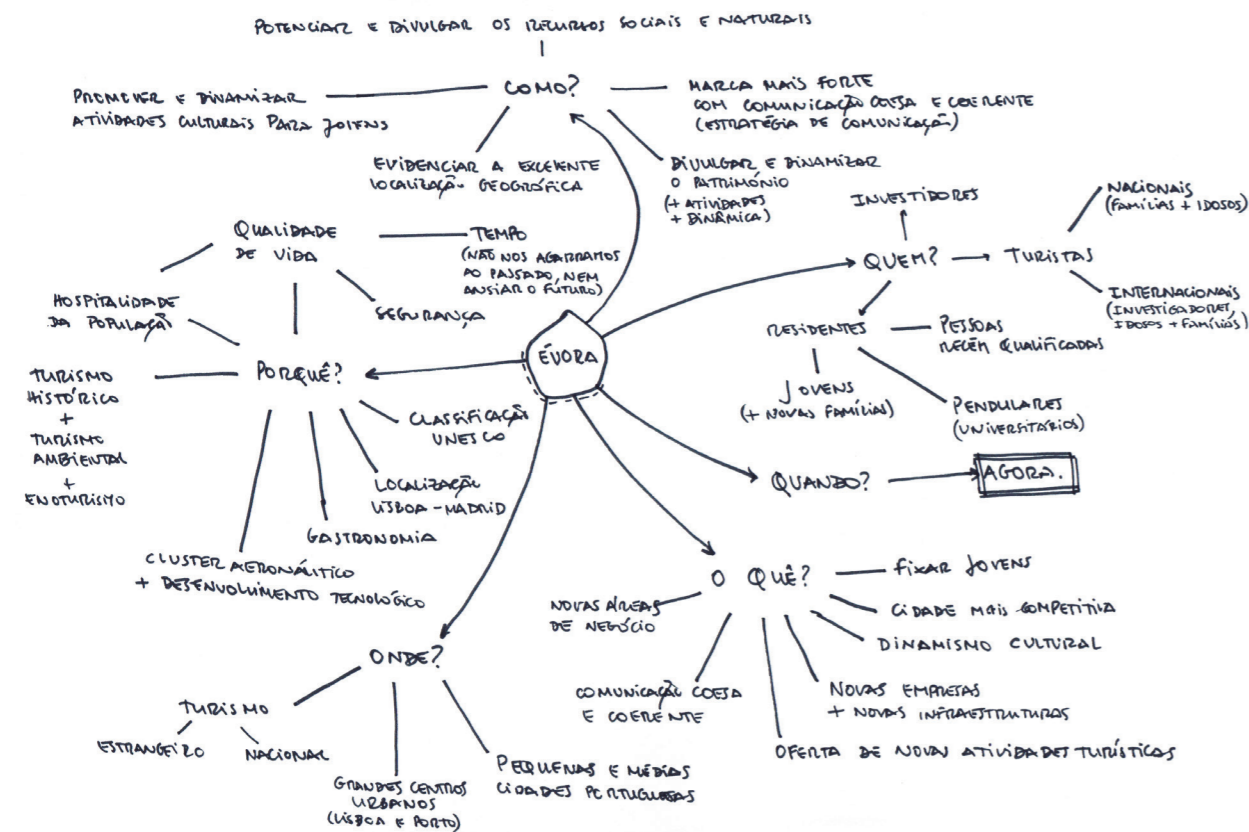 POTENCIAR E DIVULGAR OS RECURSOS SOCIAIS E NATURAIS
COMO?
PROMOVER E DINAMIZAR
ATIVIDADES CULTURAIS PARA JOVENS
MARCA MAIS FORTE
COM COMUNICAÇÃO COESA E COERENTE
(ESTRATÉGIA DE COMUNICAÇÃO)
EVIDENCIAR A EXCELENTE
LOCALIZAÇÃO GEOGRÁFICA
DIVULGAR E DINAMIZAR
O PATRIMÓNIO
(+ ATIVIDADES
+ DINÂMICA)
QUALIDADE
DE VIDA
TEMPO
(NÃO NOS AGARRAMOS
AO PASSADO, NEM
ANSIAR O FUTURO)
SEGURANÇA
HOSPITALIDADE
DA POPULAÇÃO
PORQUÊ?
TURISMO
HISTÓRICO
+
TURISMO
AMBIENTAL
+
ENOTURISMO
CLASSIFICAÇÃO
UNESCO
LOCALIZAÇÃO
LISBOA - MADRID
GASTRONOMIA
CLUSTER AERONÁUTICO
+ DESENVOLVIMENTO TECNOLÓGICO
ÉVORA
INVESTIDORES
QUEM?
TURISTAS
NACIONAIS
(FAMÍLIAS + IDOSOS)
INTERNACIONAIS
(INVESTIGADORES,
IDOSOS + FAMÍLIAS)
RESIDENTES
PESSOAS
RECÉM QUALIFICADAS
JOVENS
(+ NOVAS FAMÍLIAS)
PENDULARES
(UNIVERSITÁRIOS)
QUANDO?
AGORA.
O QUÊ?
FIXAR JOVENS
CIDADE MAIS COMPETITIVA
DINAMISMO CULTURAL
NOVAS EMPRESAS
+ NOVAS INFRAESTRUTURAS
OFERTA DE NOVAS ATIVIDADES TURÍSTICAS
COMUNICAÇÃO COESA
E COERENTE
NOVAS ÁREAS
DE NEGÓCIO
ONDE?
TURISMO
ESTRANGEIRO
NACIONAL
GRANDES CENTROS
URBANOS
(LISBOA E PORTO)
PEQUENAS E MÉDIAS
CIDADES PORTUGUESAS